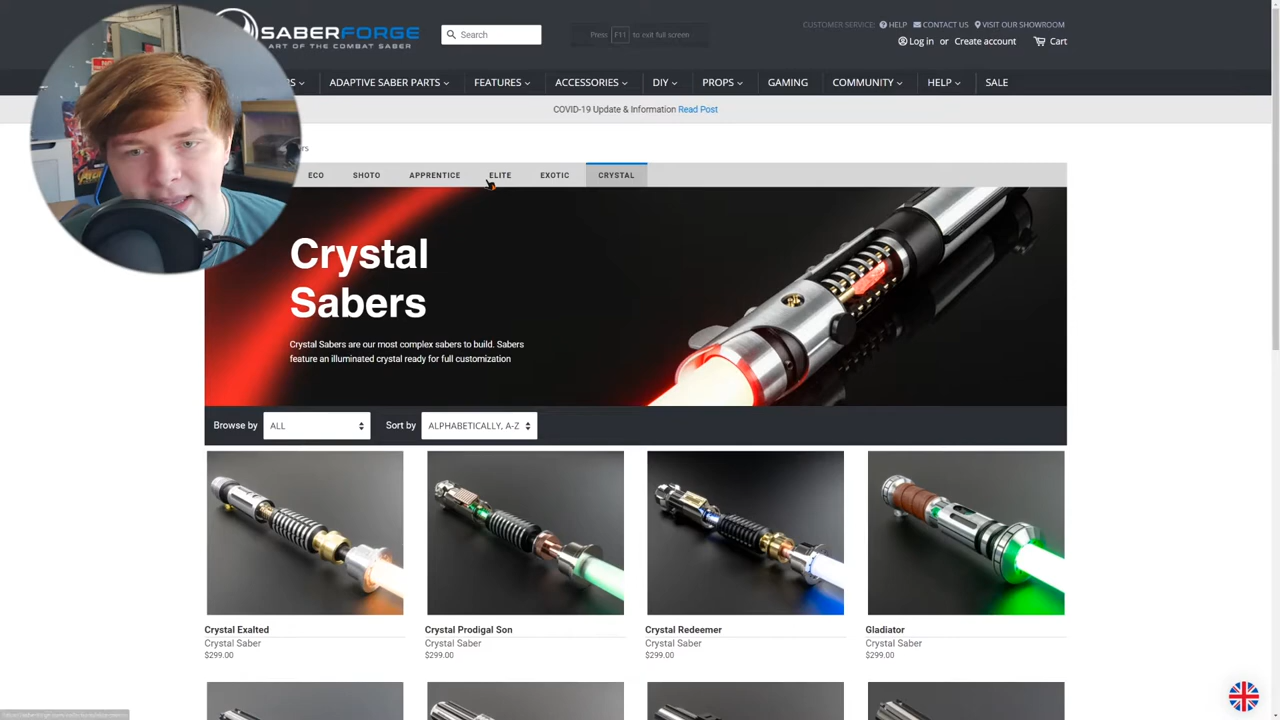 SABERFORGE
ART OF THE COMBAT SABER
Search
Press F11 to exit full screen
CUSTOMER SERVICE: HELP CONTACT US VISIT OUR SHOWROOM
Log in or Create account Cart
ADAPTIVE SABER PARTS FEATURES ACCESSORIES DIY PROPS GAMING COMMUNITY HELP SALE
COVID-19 Update & Information Read Post
ECO SHOTO APPRENTICE ELITE EXOTIC CRYSTAL
Crystal
Sabers
Crystal Sabers are our most complex sabers to build. Sabers
feature an illuminated crystal ready for full customization
Browse by ALL Sort by ALPHABETICALLY, A-Z
Crystal Exalted
Crystal Saber
$299.00
Crystal Prodigal Son
Crystal Saber
$299.00
Crystal Redeemer
Crystal Saber
$299.00
Gladiator
Crystal Saber
$299.00